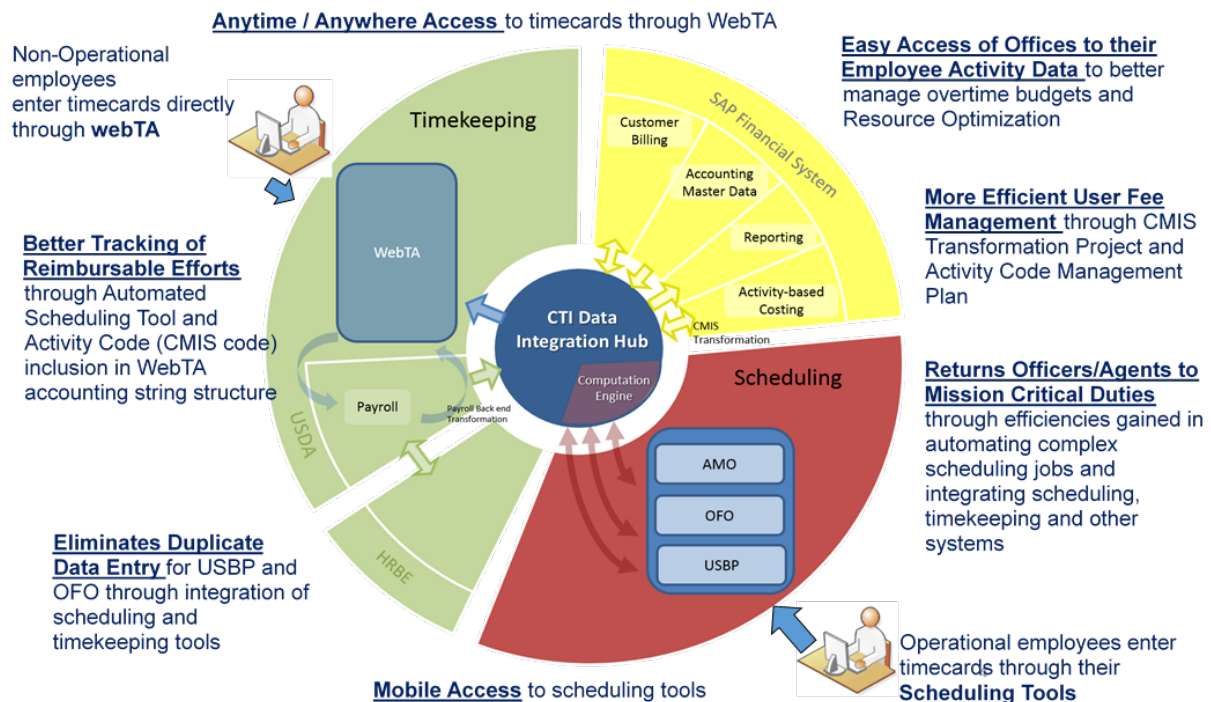 Anytime / Anywhere Access to timecards through WebTA
Non-Operational
employees
enter timecards directly
through webTA
Better Tracking of
Reimbursable Efforts
through Automated
Scheduling Tool and
Activity Code (CMIS code)
inclusion in WebTA
accounting string structure
Eliminates Duplicate
Data Entry for USBP and
OFO through integration of
scheduling and
timekeeping tools
Timekeeping
WebTA
Payroll
Payroll Back end
Transformation
USDA
HRBE
SAP Financial System
Customer
Billing
Accounting
Master Data
Reporting
Activity-based
Costing
CMIS
Transformation
CTI Data
Integration Hub
Computation
Engine
Scheduling
AMO
OFO
USBP
Easy Access of Offices to their
Employee Activity Data to better
manage overtime budgets and
Resource Optimization
More Efficient User Fee
Management through CMIS
Transformation Project and
Activity Code Management
Plan
Returns Officers/Agents to
Mission Critical Duties
through efficiencies gained in
automating complex
scheduling jobs and
integrating scheduling,
timekeeping and other
systems
Operational employees enter
timecards through their
Scheduling Tools
Mobile Access to scheduling tools